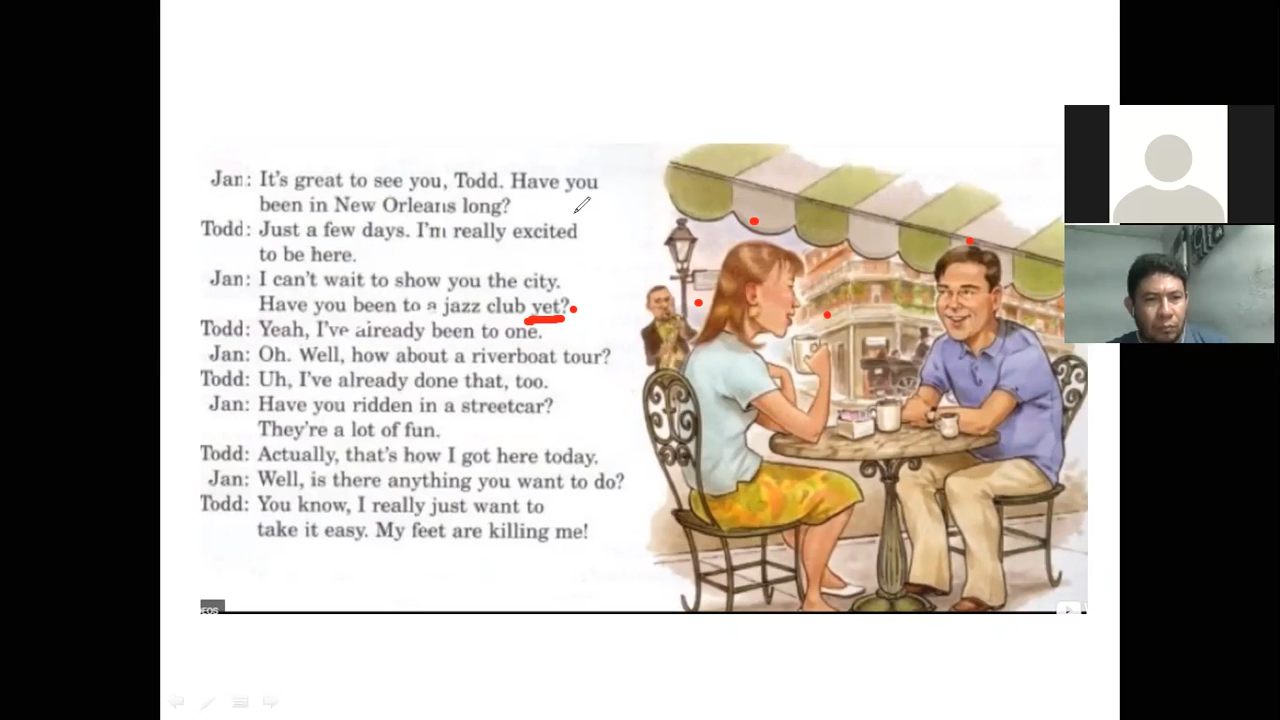 Jan: It's great to see you, Todd. Have you
been in New Orleans long?
Todd: Just a few days. I'm really excited
to be here.
Jan: I can't wait to show you the city.
Have you been to a jazz club yet?
Todd: Yeah, I've already been to one.
Jan: Oh. Well, how about a riverboat tour?
Todd: Uh, I've already done that, too.
Jan: Have you ridden in a streetcar?
They're a lot of fun.
Todd: Actually, that's how I got here today.
Jan: Well, is there anything you want to do?
Todd: You know, I really just want to
take it easy. My feet are killing me!